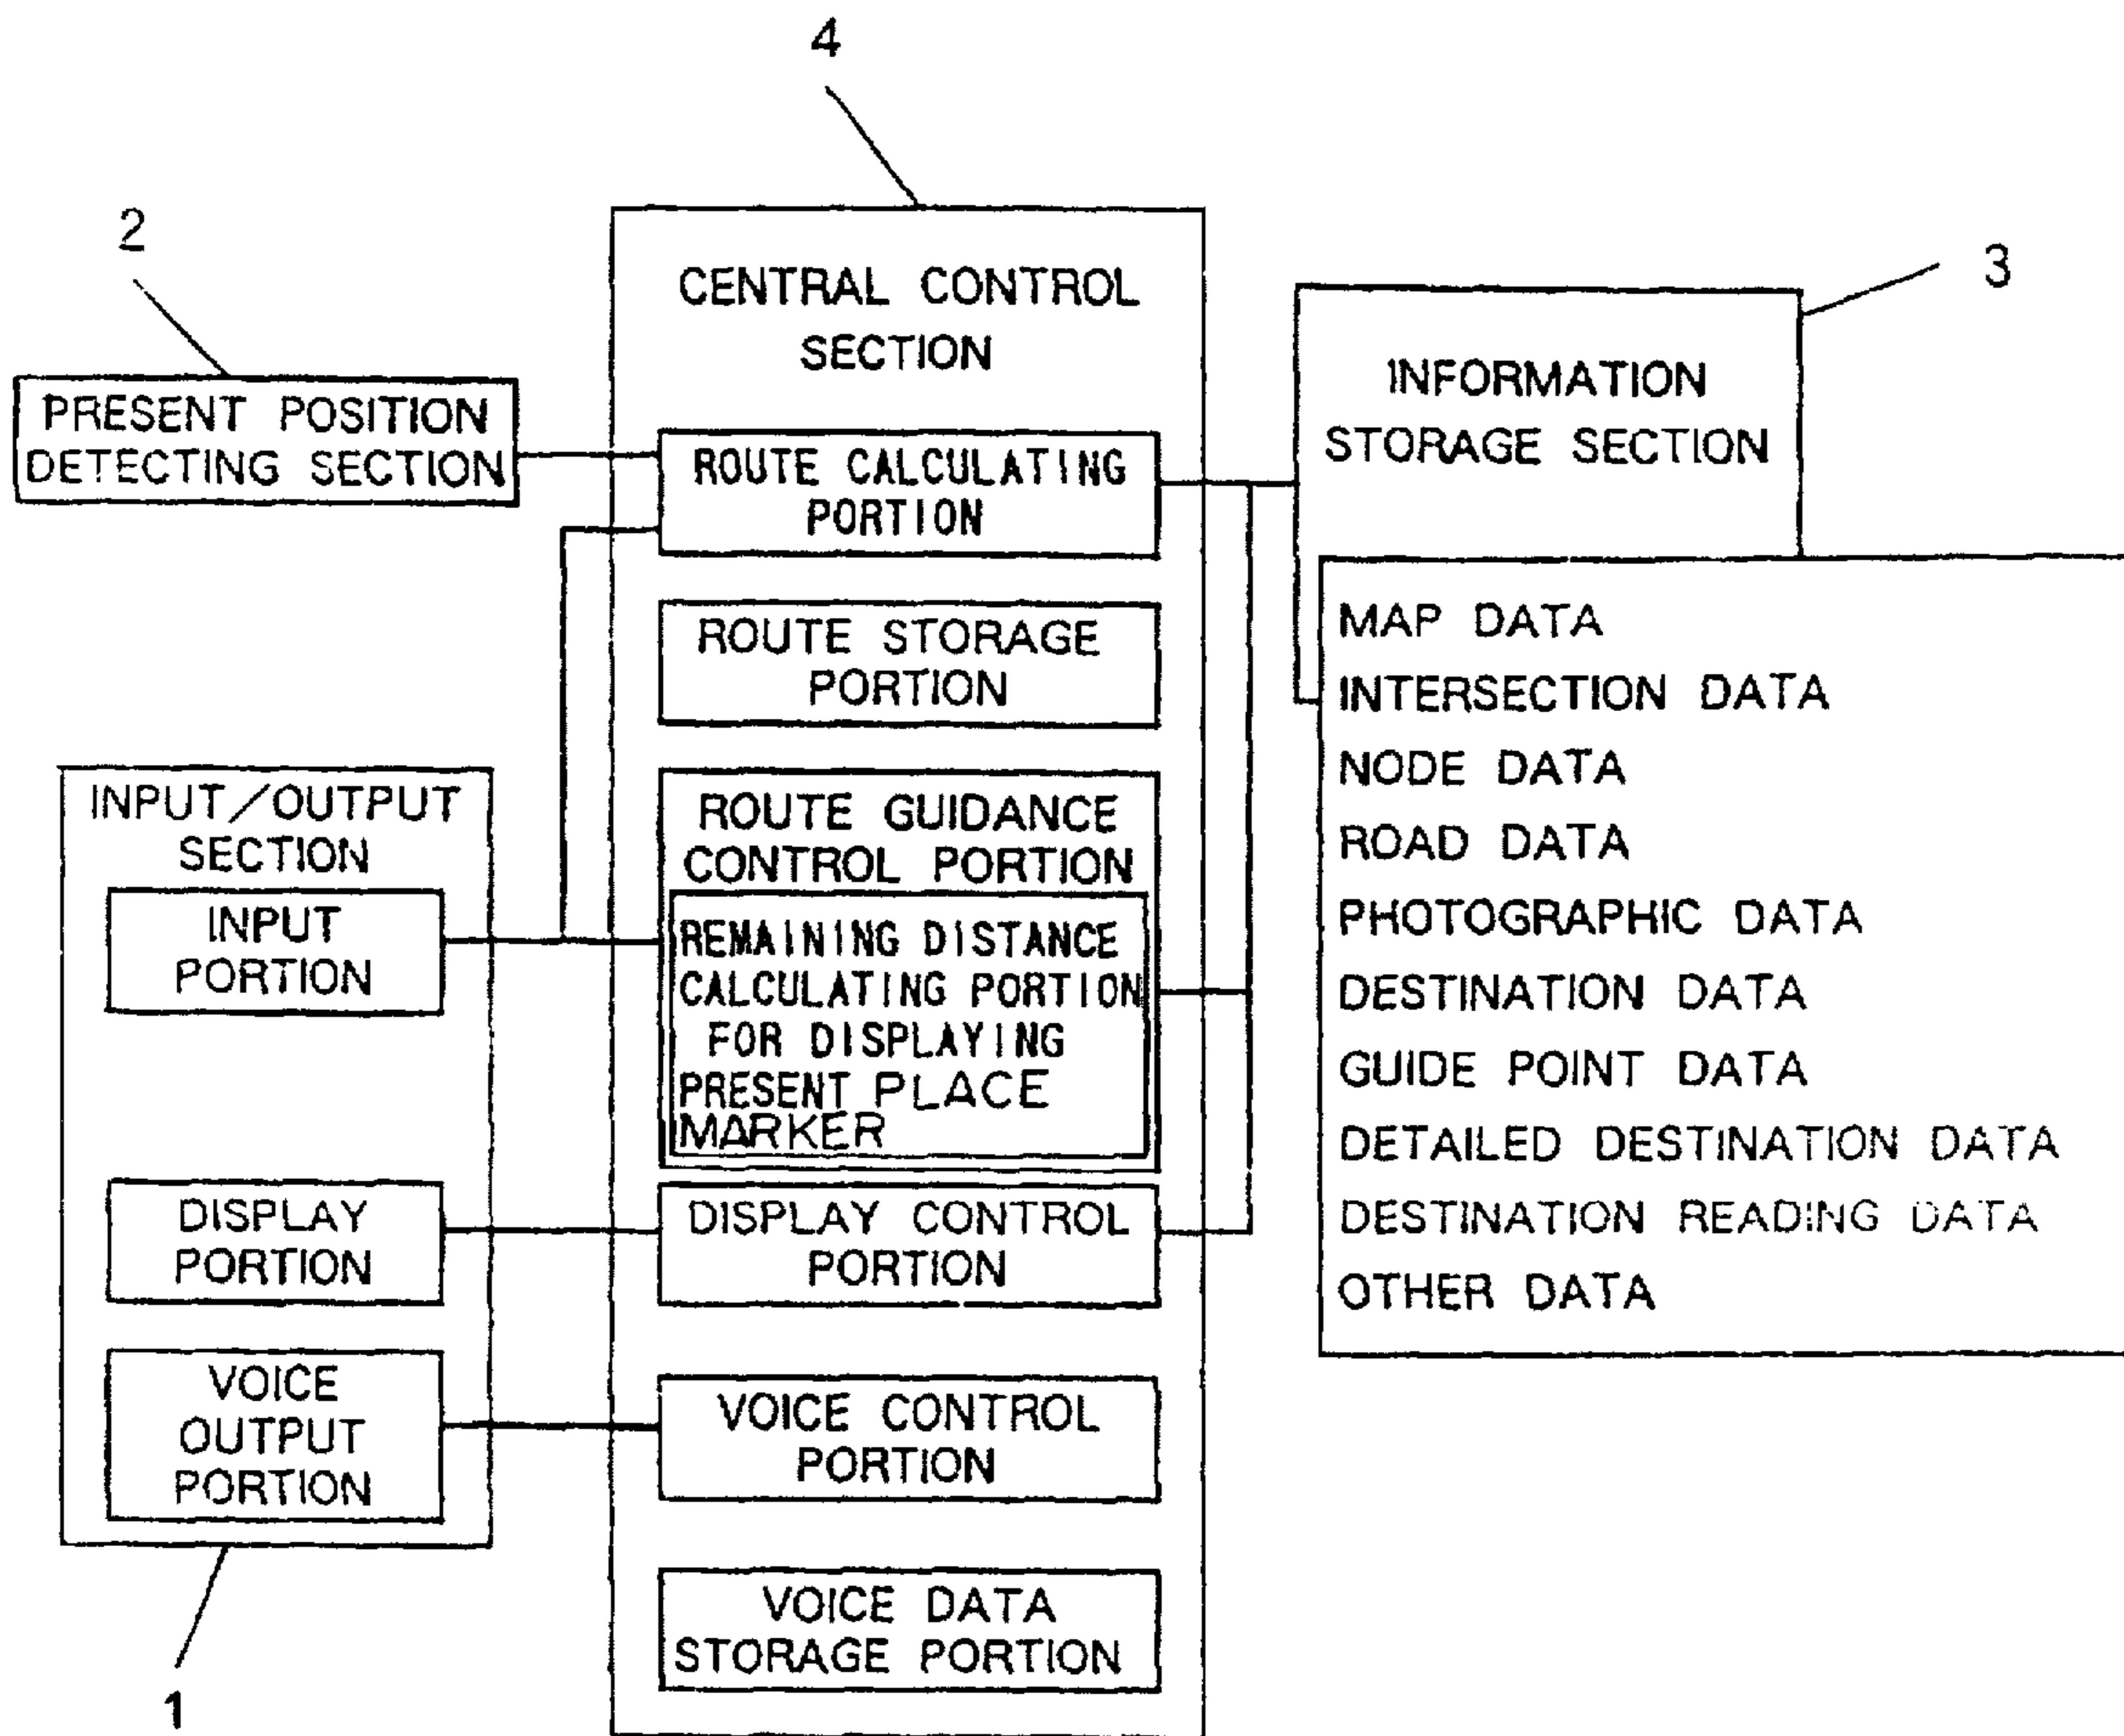 4
2
3
CENTRAL CONTROL
SECTION
PRESENT POSITION
DETECTING SECTION
ROUTE CALCULATING
PORTION
ROUTE STORAGE
PORTION
ROUTE GUIDANCE
CONTROL PORTION
REMAINING DISTANCE
CALCULATING PORTION
FOR DISPLAYING
PRESENT PLACE
MARKER
DISPLAY CONTROL
PORTION
VOICE CONTROL
PORTION
VOICE DATA
STORAGE PORTION
INPUT/OUTPUT
SECTION
INPUT
PORTION
DISPLAY
PORTION
VOICE
OUTPUT
PORTION
1
INFORMATION
STORAGE SECTION
MAP DATA
INTERSECTION DATA
NODE DATA
ROAD DATA
PHOTOGRAPHIC DATA
DESTINATION DATA
GUIDE POINT DATA
DETAILED DESTINATION DATA
DESTINATION READING DATA
OTHER DATA